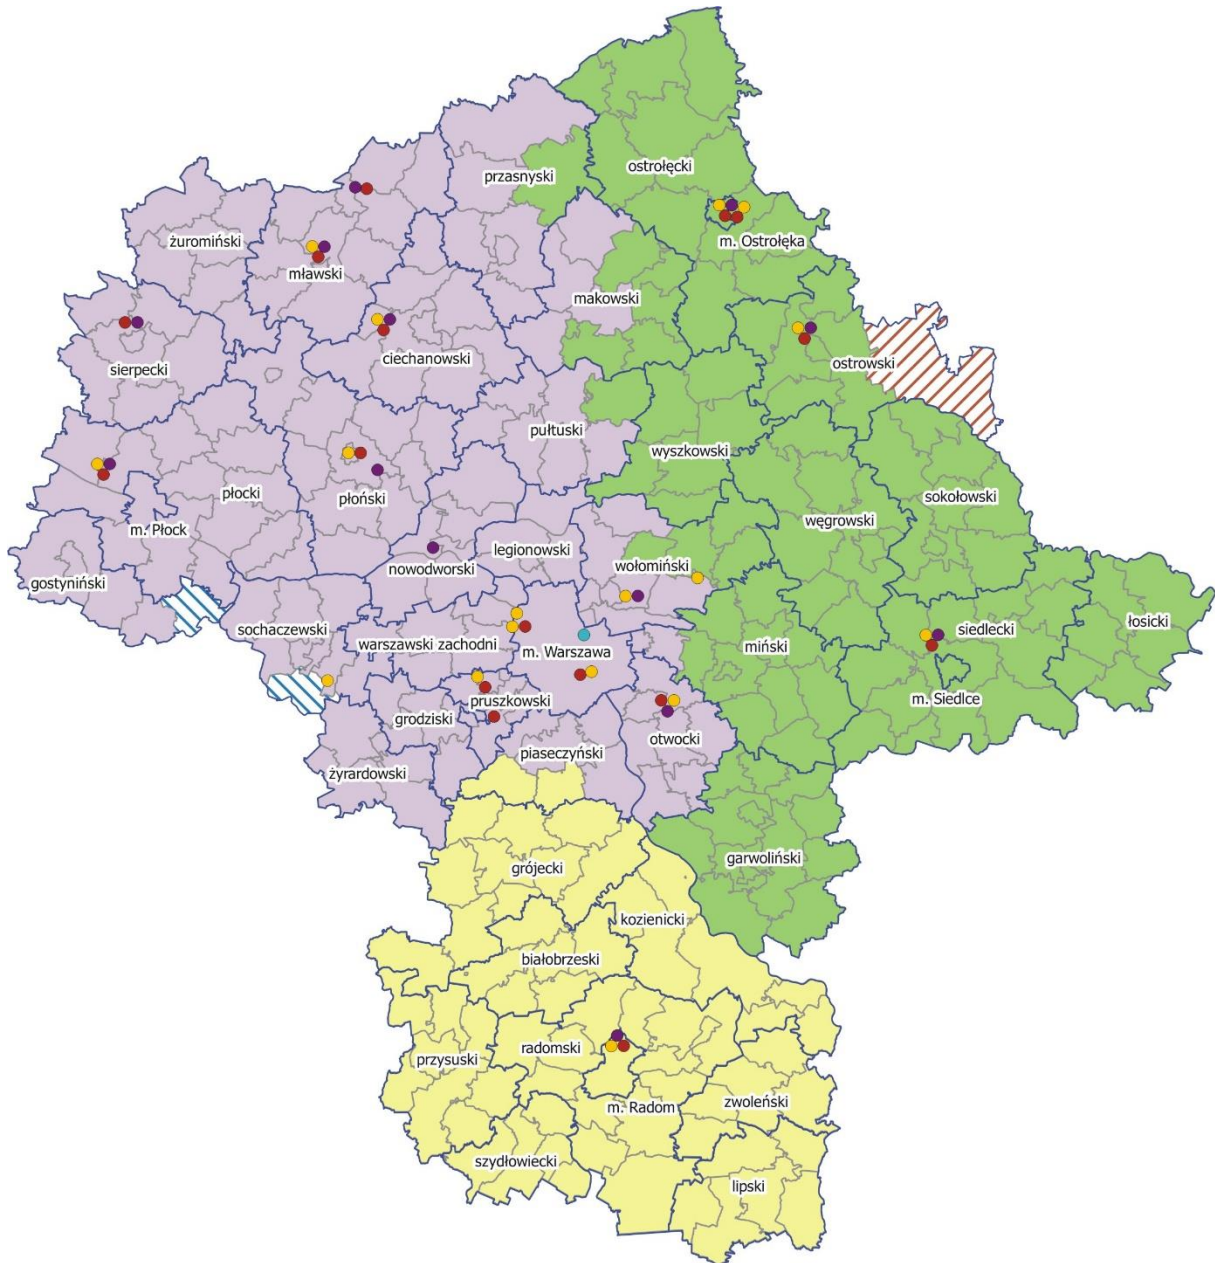 ostrołęcki
przasnyski
żuromiński
m. Ostrołęka
mławski
makowski
ciechanowski
ostrowski
sierpecki
pułtuski
wyszkowski
sokołowski
płocki
płoński
węgrowski
m. Płock
legionowski
wołomiński
nowodworski
gostyniński
łosicki
siedlecki
sochaczewski
warszawski zachodni
miński
m. Warszawa
m. Siedlce
pruszkowski
grodziski
otwocki
piaseczyński
żyrardowski
garwoliński
grójecki
kozienicki
białobrzeski
radomski
przysuski
zwoleński
m. Radom
szydłowiecki
lipski